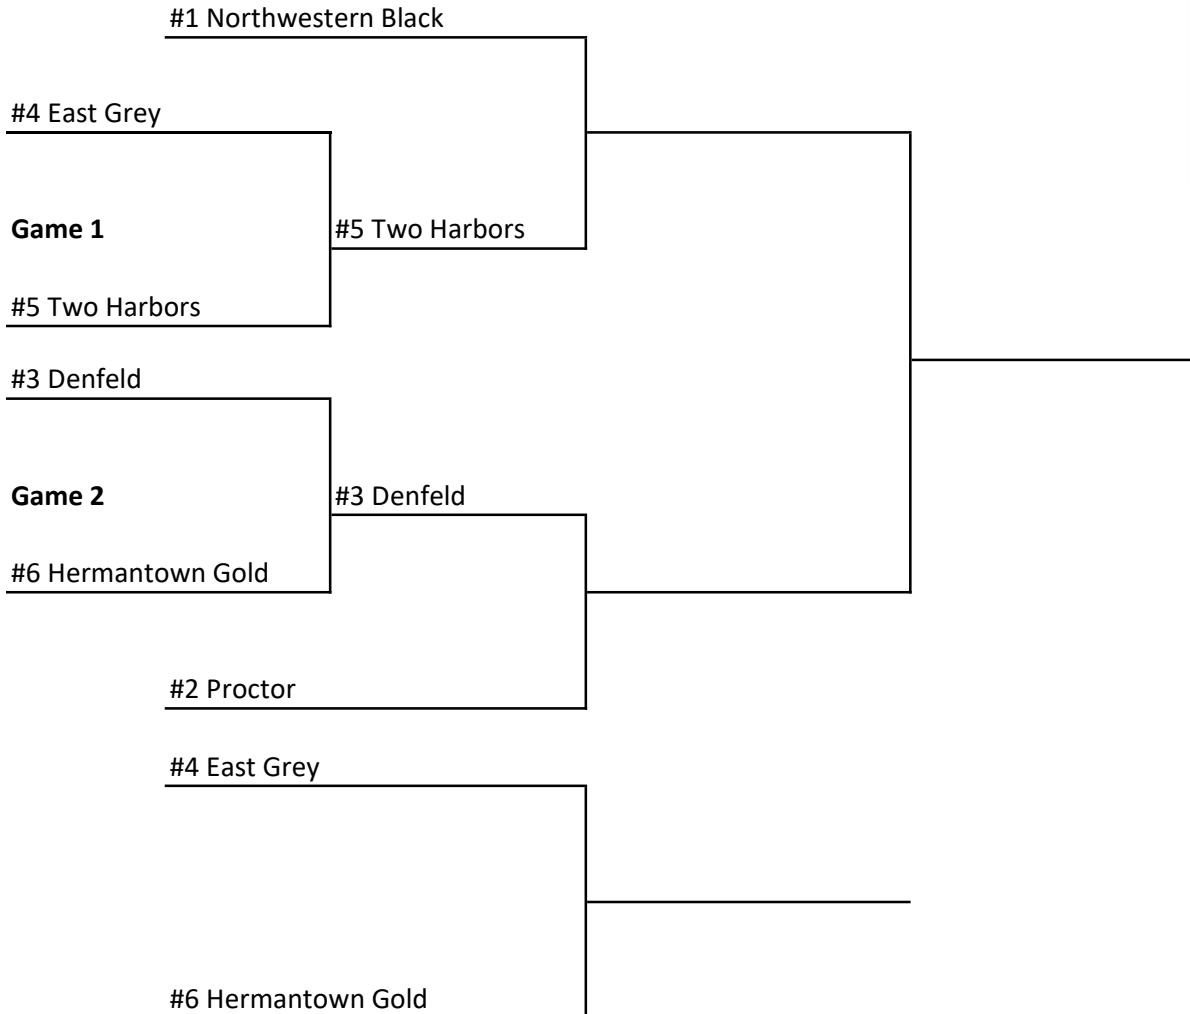 #1 Northwestern Black
#4 East Grey
Game 1
#5 Two Harbors
#5 Two Harbors
#3 Denfeld
Game 2
#3 Denfeld
#6 Hermantown Gold
#2 Proctor
#4 East Grey
#6 Hermantown Gold